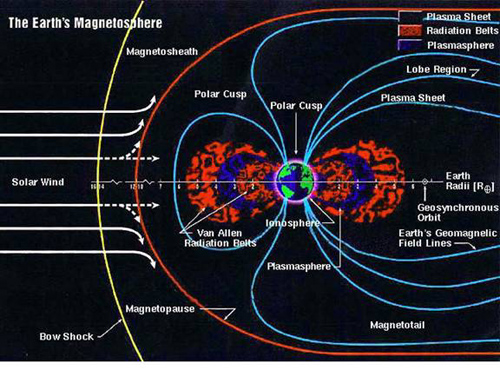 The Earth's Magnetosphere
Plasma Sheet
Radiation Belts
Plasmasphere
Magnetosheath
Lobe Region
Polar Cusp
Polar Cusp
Plasma Sheet
Solar Wind
Earth
Radii [R⊕]
Geosynchronous
Orbit
Ionosphere
Van Allen
Radiation Belts
Earth's Geomagnetic
Field Lines
Plasmasphere
Magnetopause
Magnetotail
Bow Shock